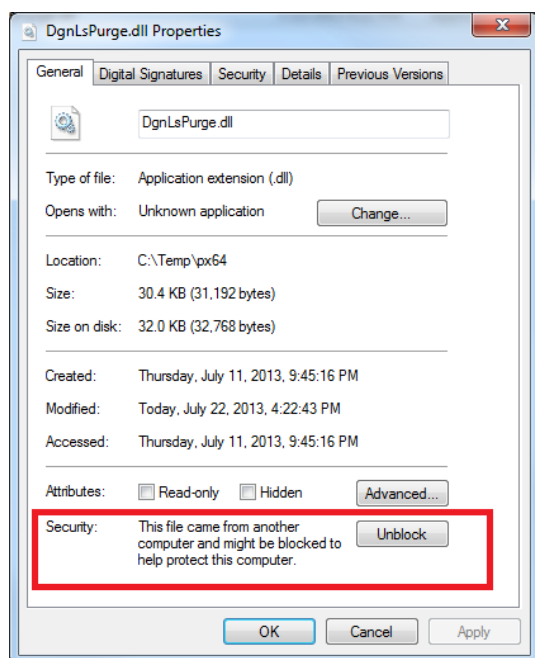 DgnLsPurge.dll Properties
General Digital Signatures Security Details Previous Versions
DgnLsPurge.dll
Type of file: Application extension (.dll)
Opens with: Unknown application Change...
Location: C:\Temp\px64
Size: 30.4 KB (31,192 bytes)
Size on disk: 32.0 KB (32,768 bytes)
Created: Thursday, July 11, 2013, 9:45:16 PM
Modified: Today, July 22, 2013, 4:22:43 PM
Accessed: Thursday, July 11, 2013, 9:45:16 PM
Attributes: Read-only Hidden Advanced...
Security: This file came from another
computer and might be blocked to
help protect this computer.
Unblock
OK Cancel Apply